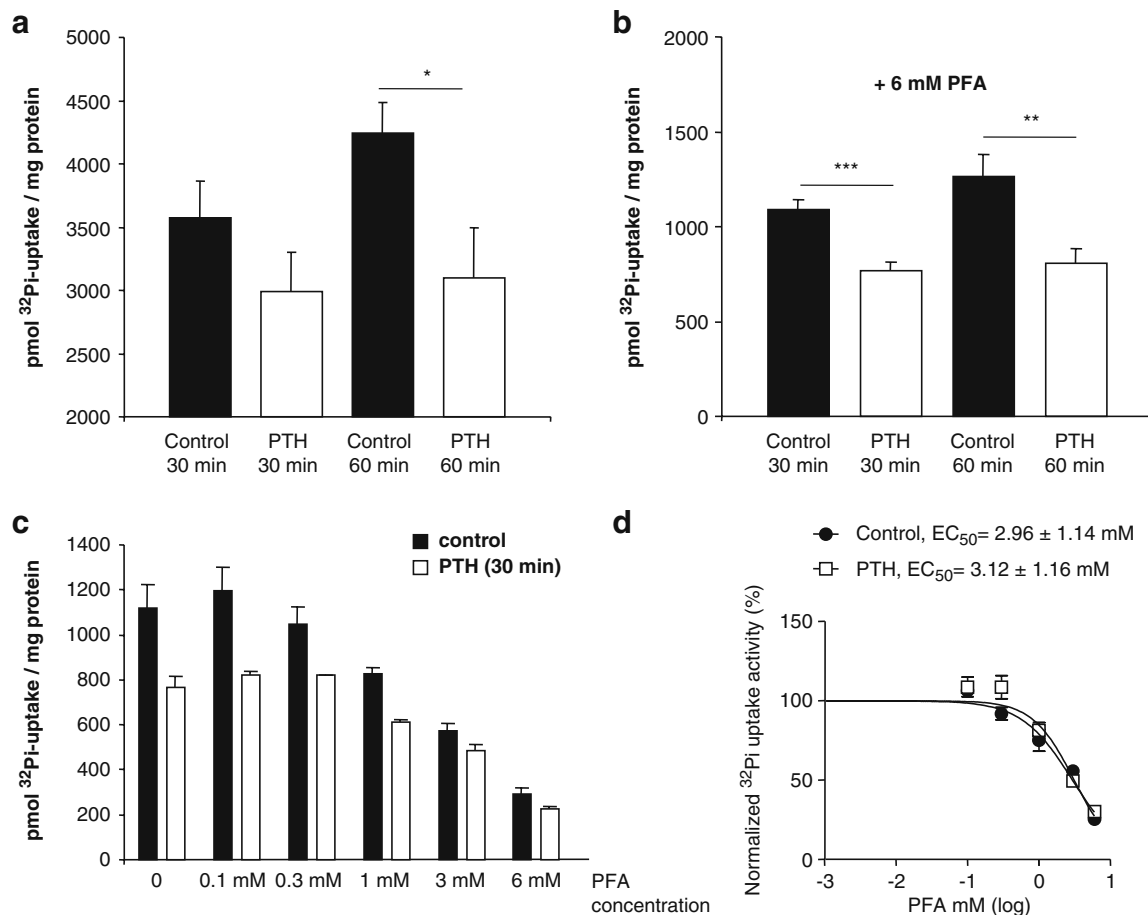 a
pmol ³²Pi-uptake / mg protein
5000
4500
4000
3500
3000
2500
2000
*
Control
30 min
PTH
30 min
Control
60 min
PTH
60 min
b
pmol ³²Pi-uptake / mg protein
2000
1500
1000
500
0
+ 6 mM PFA
***
**
Control
30 min
PTH
30 min
Control
60 min
PTH
60 min
c
pmol ³²Pi-uptake / mg protein
1400
1200
1000
800
600
400
200
0
control
PTH (30 min)
0 0.1 mM 0.3 mM 1 mM 3 mM 6 mM
PFA
concentration
d
Control, EC₅₀= 2.96 ± 1.14 mM
PTH, EC₅₀= 3.12 ± 1.16 mM
Normalized ³²Pi uptake activity (%)
150
100
50
0
-3 -2 -1 0 1
PFA mM (log)